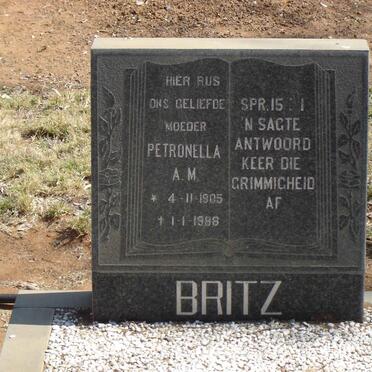 HIER RUS
ONS GELIEFDE
MOEDER
PETRONELLA
A.M.
* 4-11-1905
† 1-1-1988
SPR. 15 : 1
'N SAGTE
ANTWOORD
KEER DIE
GRIMMIGHEID
AF
BRITZ